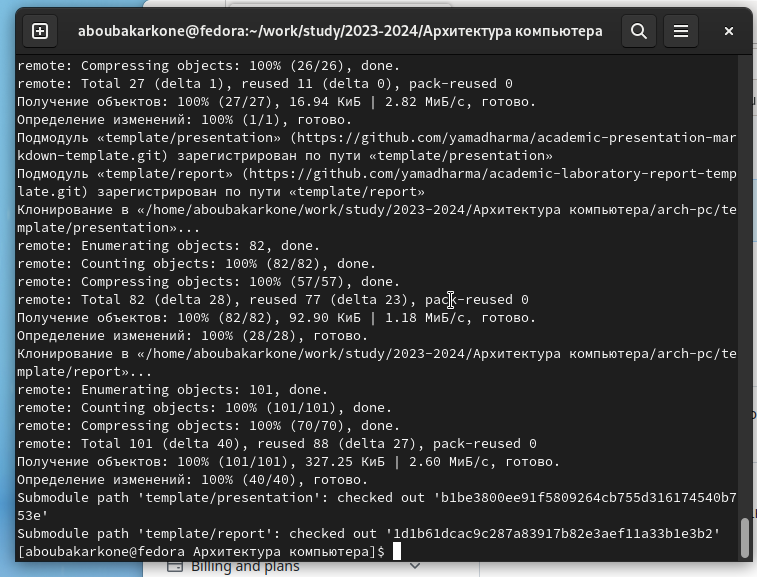 aboubakarkone@fedora:~/work/study/2023-2024/Архитектура компьютера
remote: Compressing objects: 100% (26/26), done.
remote: Total 27 (delta 1), reused 11 (delta 0), pack-reused 0
Получение объектов: 100% (27/27), 16.94 КиБ | 2.82 МиБ/с, готово.
Определение изменений: 100% (1/1), готово.
Подмодуль «template/presentation» (https://github.com/yamadharma/academic-presentation-mar
kdown-template.git) зарегистрирован по пути «template/presentation»
Подмодуль «template/report» (https://github.com/yamadharma/academic-laboratory-report-temp
late.git) зарегистрирован по пути «template/report»
Клонирование в «/home/aboubakarkone/work/study/2023-2024/Архитектура компьютера/arch-pc/te
mplate/presentation»...
remote: Enumerating objects: 82, done.
remote: Counting objects: 100% (82/82), done.
remote: Compressing objects: 100% (57/57), done.
remote: Total 82 (delta 28), reused 77 (delta 23), pack-reused 0
Получение объектов: 100% (82/82), 92.90 КиБ | 1.18 МиБ/с, готово.
Определение изменений: 100% (28/28), готово.
Клонирование в «/home/aboubakarkone/work/study/2023-2024/Архитектура компьютера/arch-pc/te
mplate/report»...
remote: Enumerating objects: 101, done.
remote: Counting objects: 100% (101/101), done.
remote: Compressing objects: 100% (70/70), done.
remote: Total 101 (delta 40), reused 88 (delta 27), pack-reused 0
Получение объектов: 100% (101/101), 327.25 КиБ | 2.60 МиБ/с, готово.
Определение изменений: 100% (40/40), готово.
Submodule path 'template/presentation': checked out 'b1be3800ee91f5809264cb755d316174540b7
53e'
Submodule path 'template/report': checked out '1d1b61dcac9c287a83917b82e3aef11a33b1e3b2'
[aboubakarkone@fedora Архитектура компьютера]$
Billing and plans